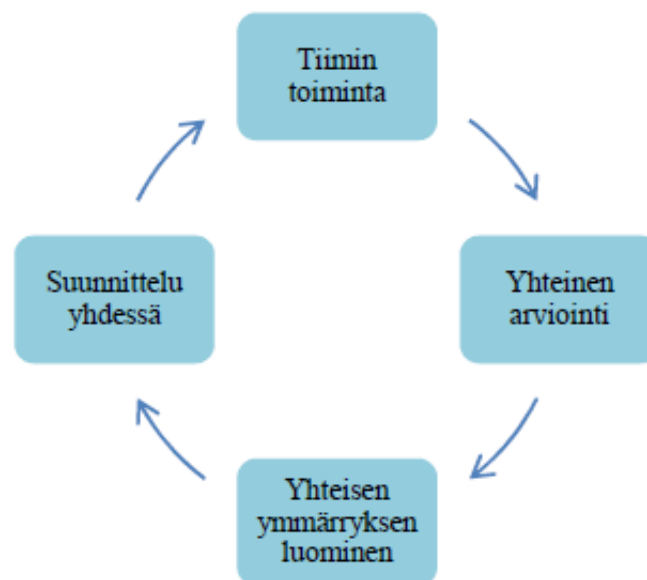 Tiimin
toiminta
Yhteinen
arviointi
Yhteisen
ymmärryksen
luominen
Suunnittelu
yhdessä